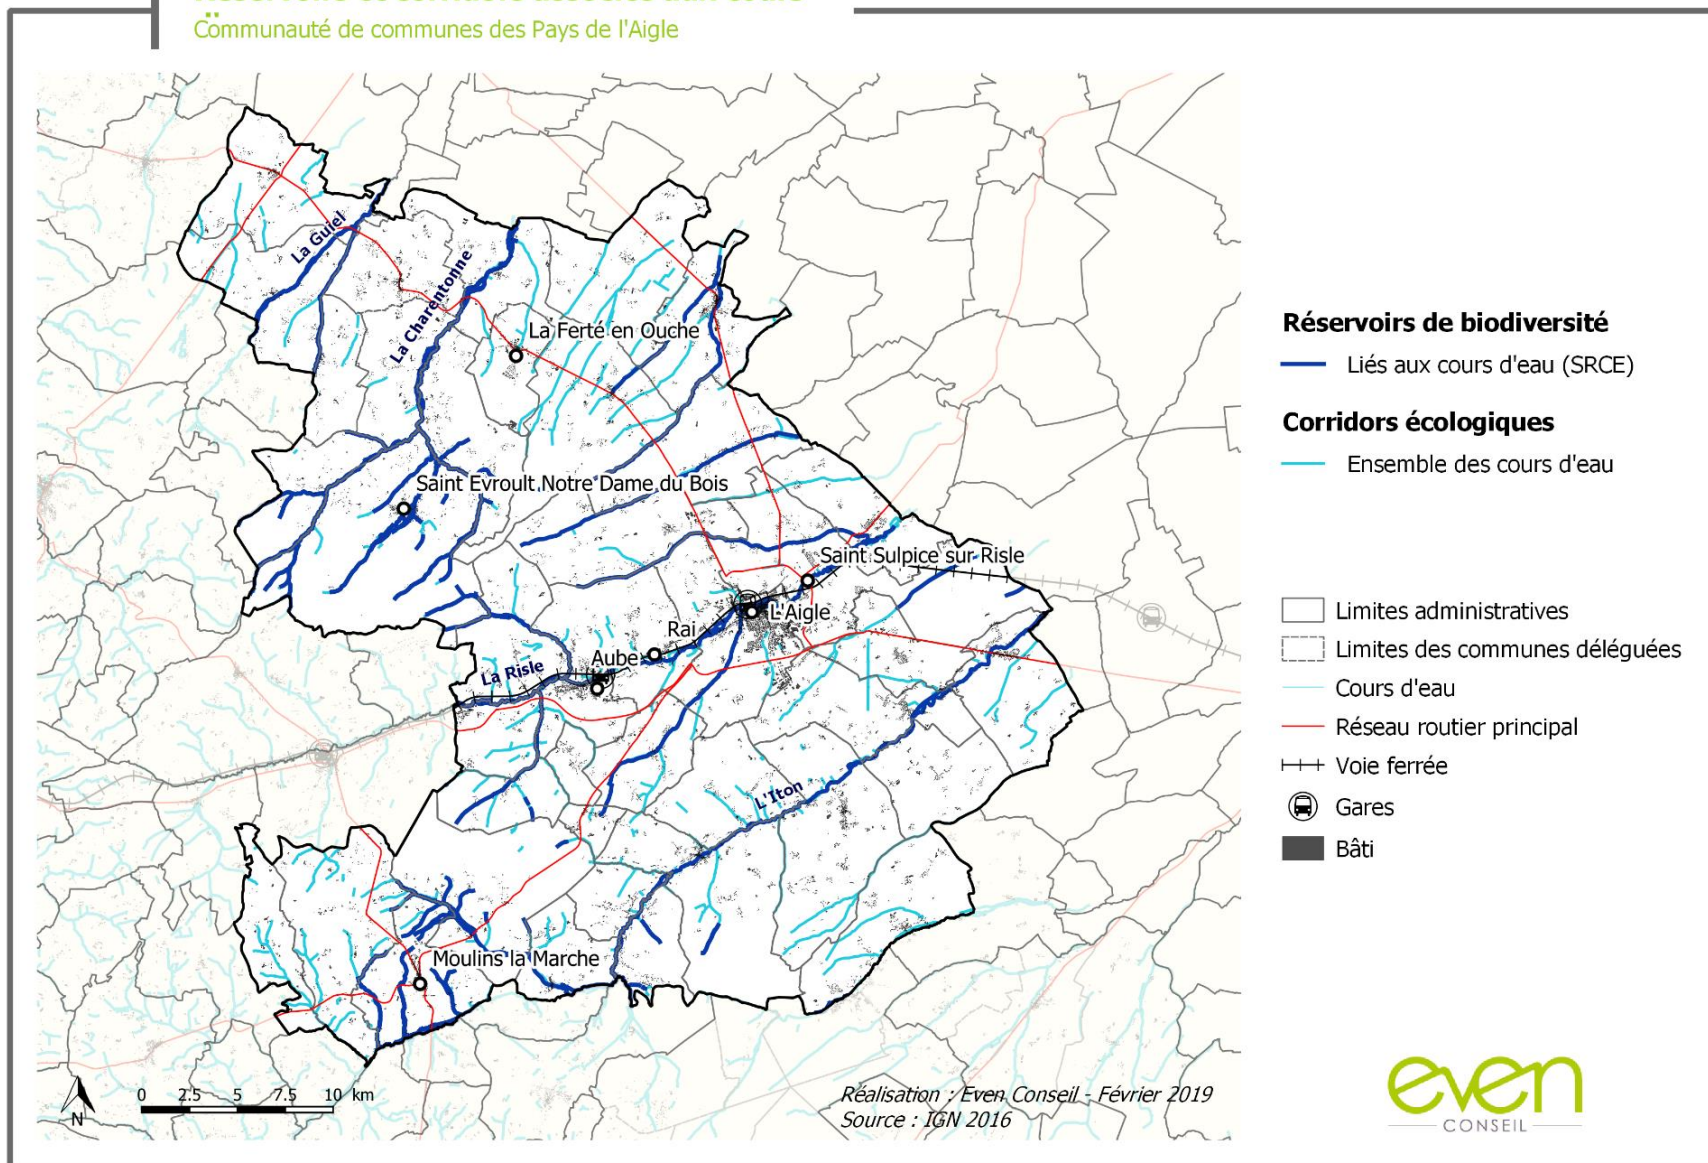 Communauté de communes des Pays de l'Aigle
La Guiel
La Charentonne
La Ferté en Ouche
Saint Evroult Notre Dame du Bois
Saint Sulpice sur Risle
L'Aigle
Rai
Aube
La Risle
L'Iton
Moulins la Marche
0 2.5 5 7.5 10 km
N
Réalisation : Even Conseil - Février 2019
Source : IGN 2016
Réservoirs de biodiversité
Liés aux cours d'eau (SRCE)
Corridors écologiques
Ensemble des cours d'eau
Limites administratives
Limites des communes déléguées
Cours d'eau
Réseau routier principal
Voie ferrée
Gares
Bâti
even
CONSEIL